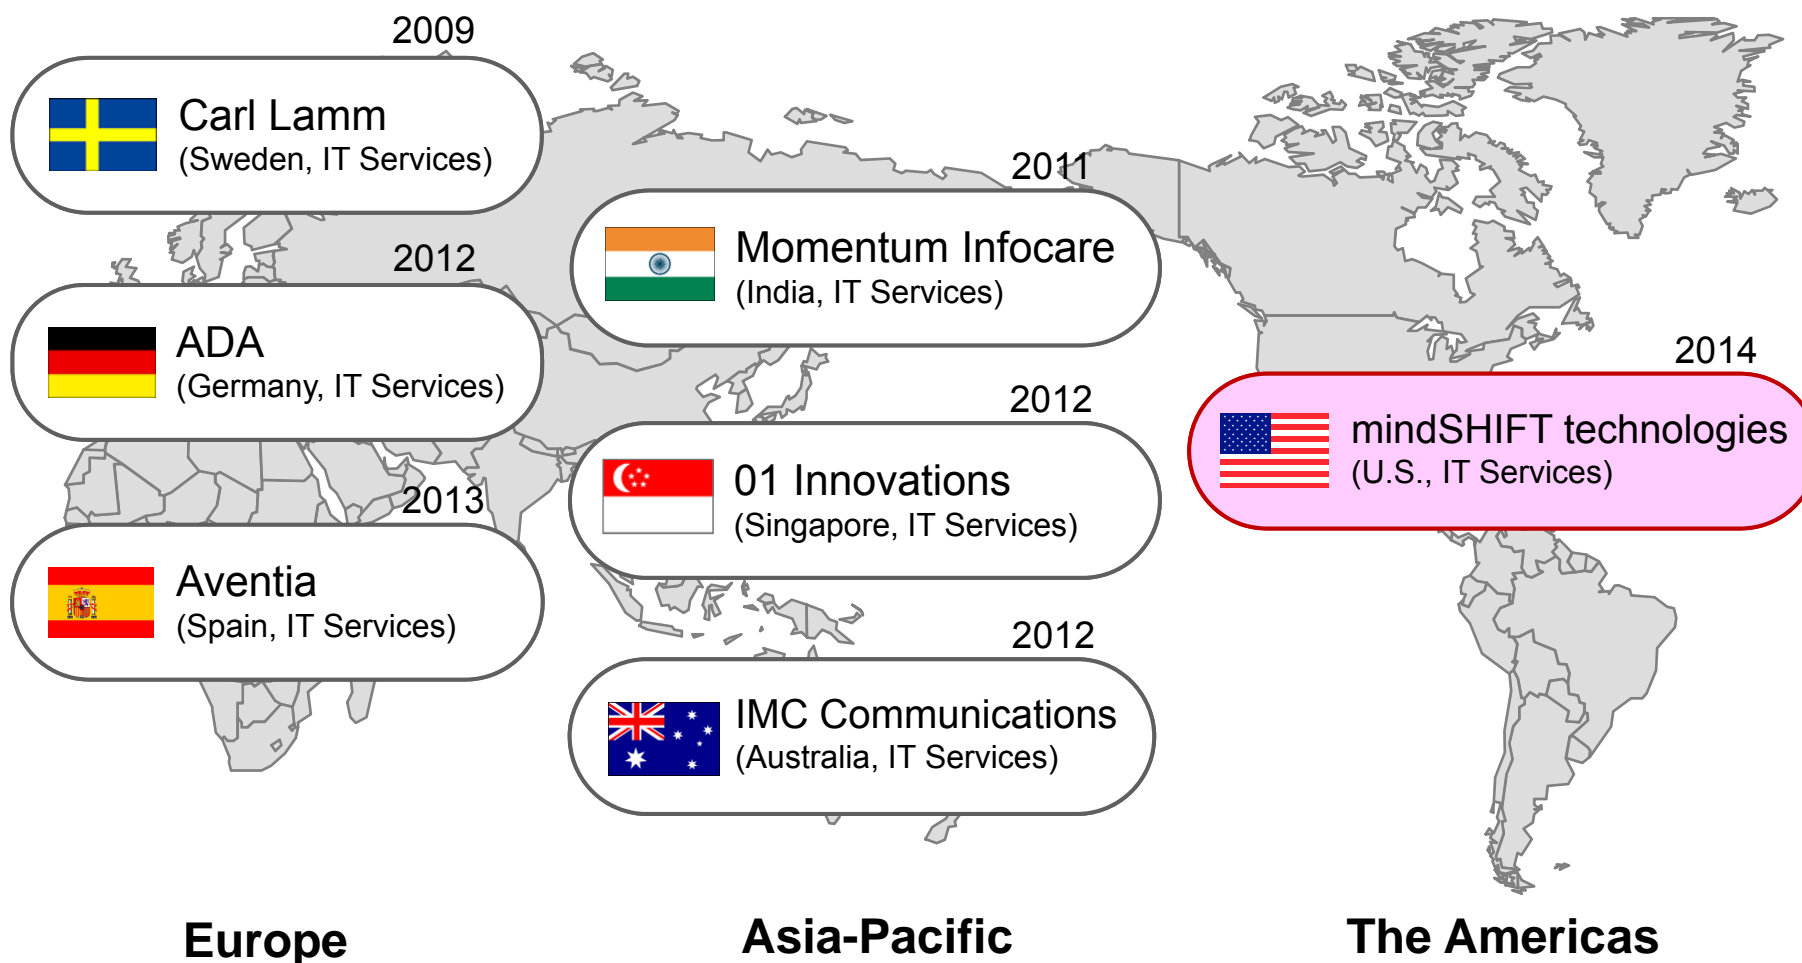 2009
Carl Lamm
(Sweden, IT Services)
2012
ADA
(Germany, IT Services)
2013
Aventia
(Spain, IT Services)
Europe
2011
Momentum Infocare
(India, IT Services)
2012
01 Innovations
(Singapore, IT Services)
2012
IMC Communications
(Australia, IT Services)
Asia-Pacific
2014
mindSHIFT technologies
(U.S., IT Services)
The Americas